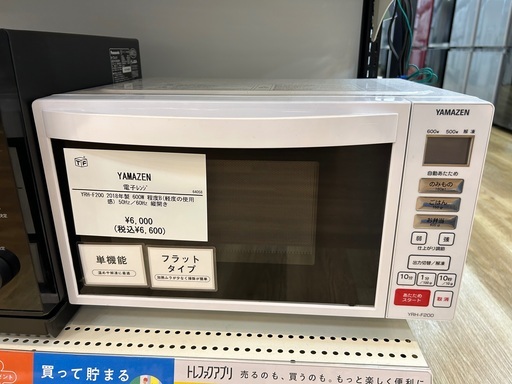 YAMAZEN
電子レンジ
YRH-F200 2018年製 600W 程度B(軽度の使用
感) 50Hz／60Hz 縦開き
¥6,000
(税込¥6,600)
単機能
フラット
タイプ
YAMAZEN
600W 500W 解凍
自動あたため
のみもの
ごはん
お弁当
弱 強
仕上がり調節
出力切替/解凍
10分 1分 10秒
あたため
スタート
取消
YRH-F200
買って貯まる
トレファクアプリ
売るのも、買うのも。もっと楽しく便利に